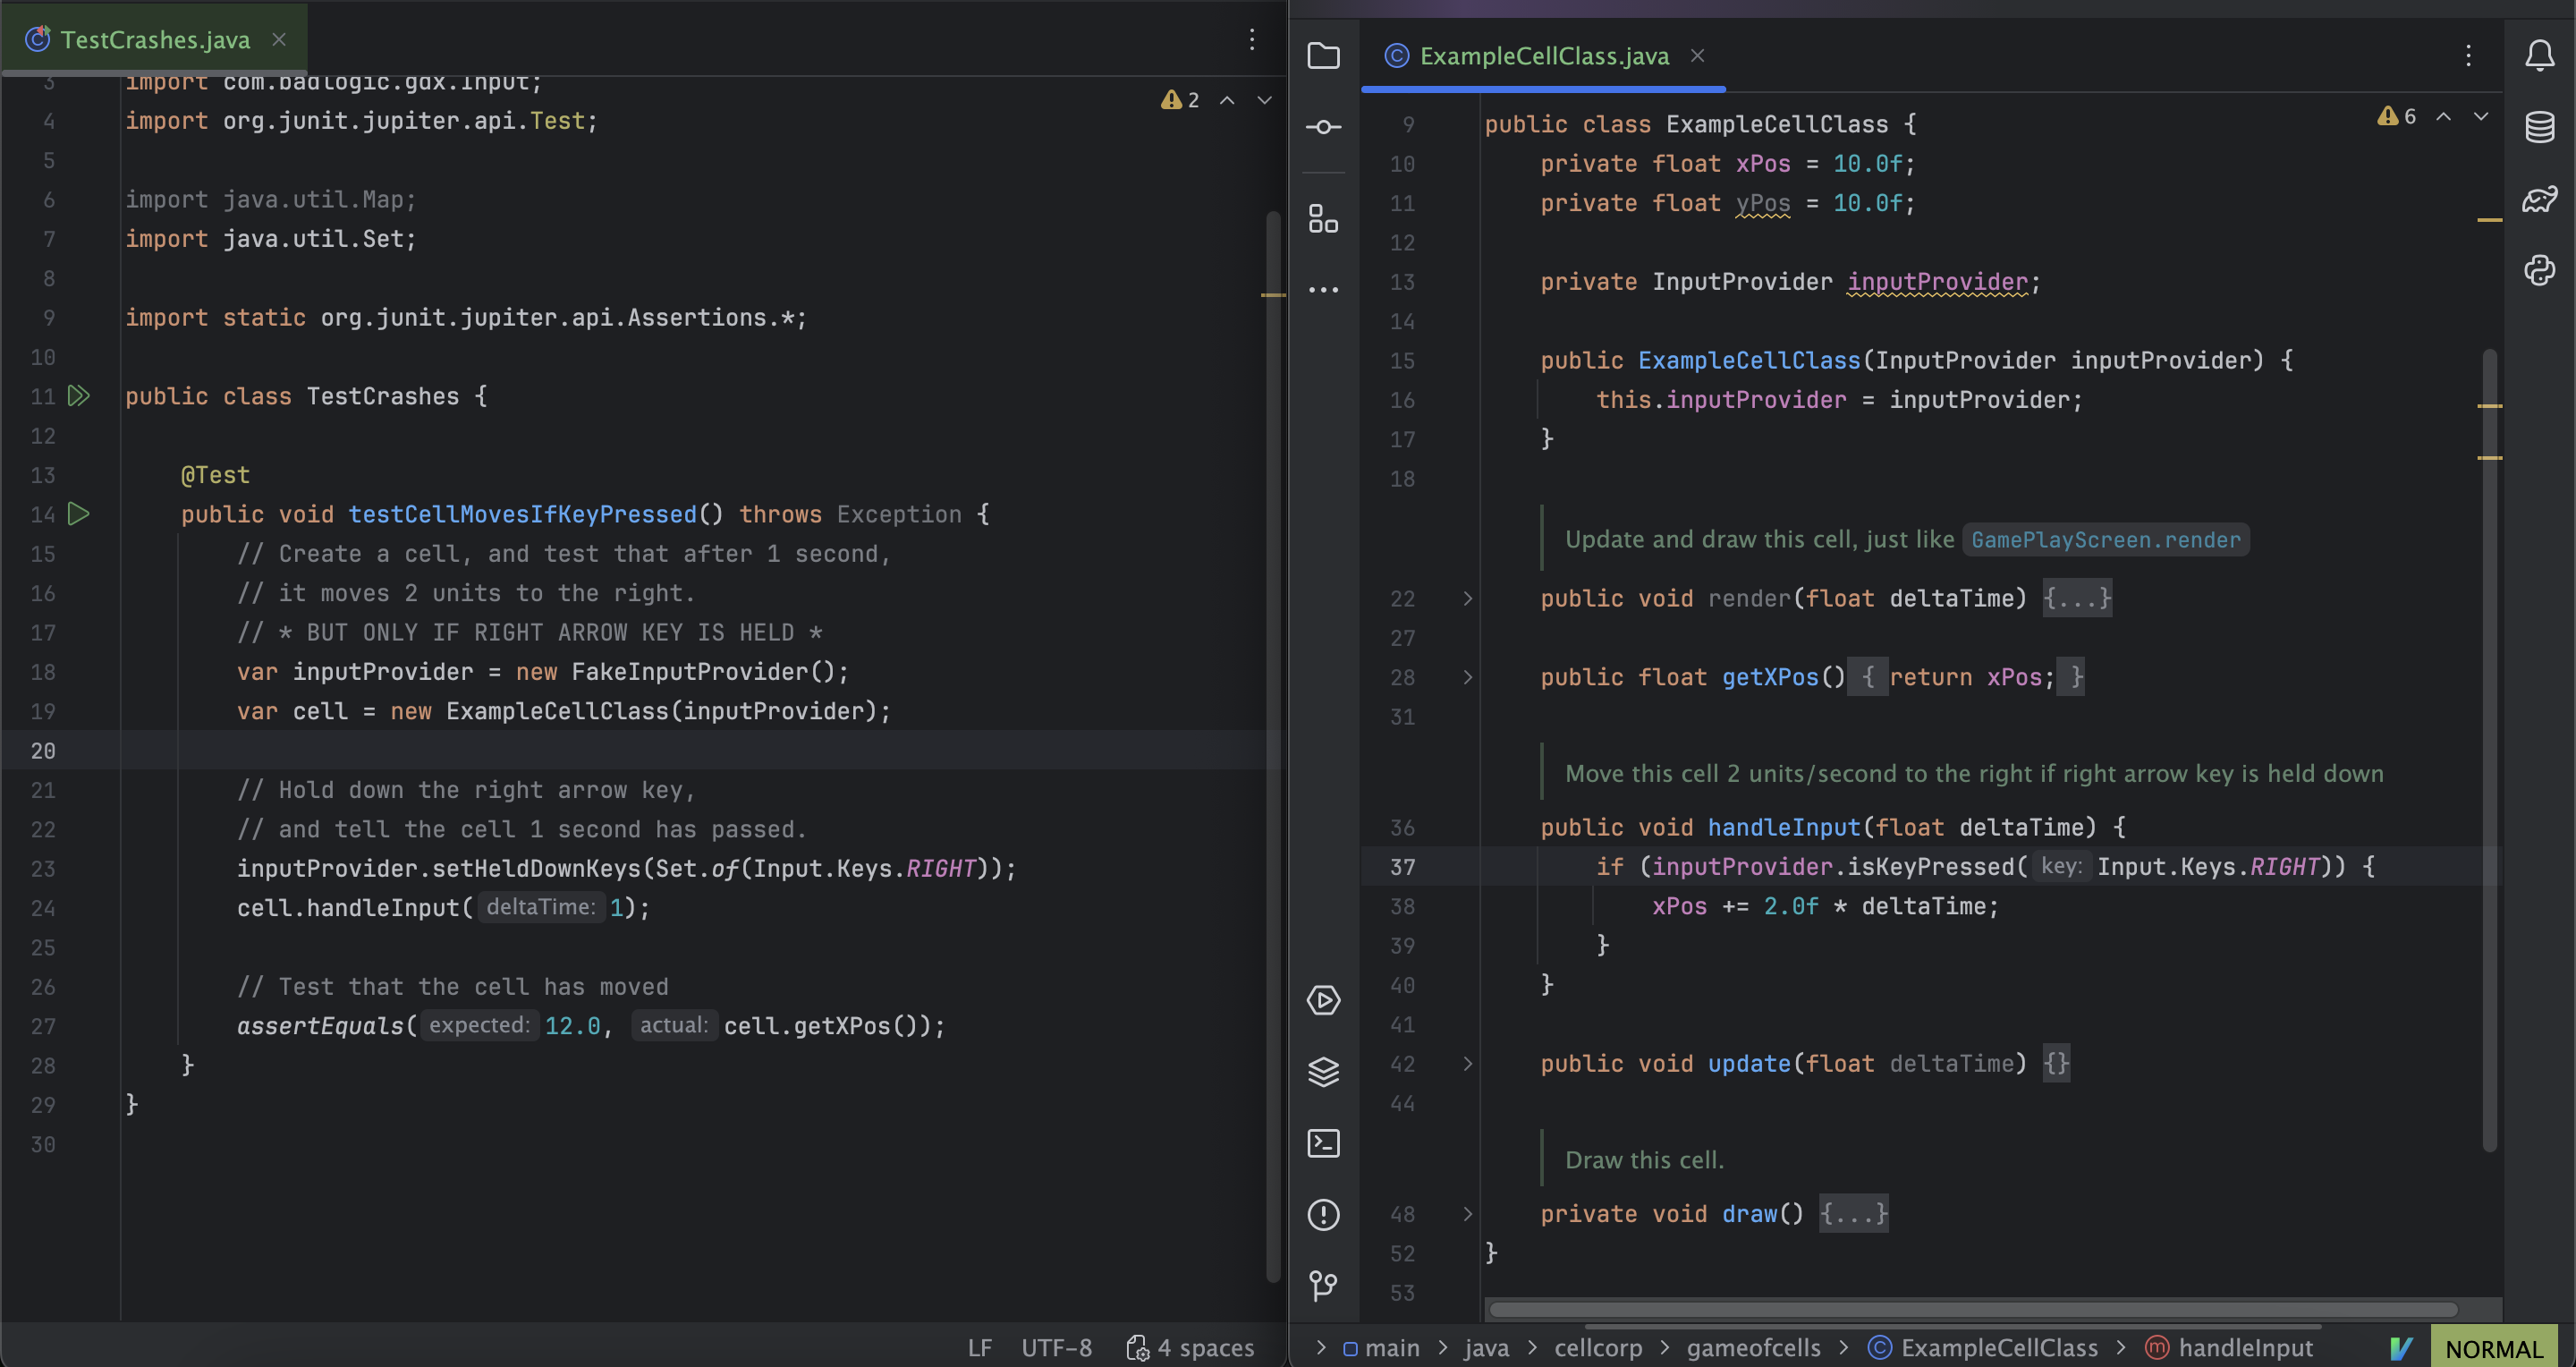 TestCrashes.java
2
3 import com.badlogic.gdx.Input;
4 import org.junit.jupiter.api.Test;
5
6 import java.util.Map;
7 import java.util.Set;
8
9 import static org.junit.jupiter.api.Assertions.*;
10
11 public class TestCrashes {
12
13 @Test
14 public void testCellMovesIfKeyPressed() throws Exception {
15 // Create a cell, and test that after 1 second,
16 // it moves 2 units to the right.
17 // * BUT ONLY IF RIGHT ARROW KEY IS HELD *
18 var inputProvider = new FakeInputProvider();
19 var cell = new ExampleCellClass(inputProvider);
20
21 // Hold down the right arrow key,
22 // and tell the cell 1 second has passed.
23 inputProvider.setHeldDownKeys(Set.of(Input.Keys.RIGHT));
24 cell.handleInput( deltaTime: 1);
25
26 // Test that the cell has moved
27 assertEquals( expected: 12.0, actual: cell.getXPos());
28 }
29 }
30
LF UTF-8 4 spaces
ExampleCellClass.java
6
9 public class ExampleCellClass {
10 private float xPos = 10.0f;
11 private float yPos = 10.0f;
12
13 private InputProvider inputProvider;
14
15 public ExampleCellClass(InputProvider inputProvider) {
16 this.inputProvider = inputProvider;
17 }
18
Update and draw this cell, just like GamePlayScreen.render
22 public void render(float deltaTime) {...}
27
28 public float getXPos() { return xPos; }
31
Move this cell 2 units/second to the right if right arrow key is held down
36 public void handleInput(float deltaTime) {
37 if (inputProvider.isKeyPressed( key: Input.Keys.RIGHT)) {
38 xPos += 2.0f * deltaTime;
39 }
40 }
41
42 public void update(float deltaTime) {}
44
Draw this cell.
48 private void draw() {...}
52 }
53
main > java > cellcorp > gameofcells > ExampleCellClass > handleInput NORMAL